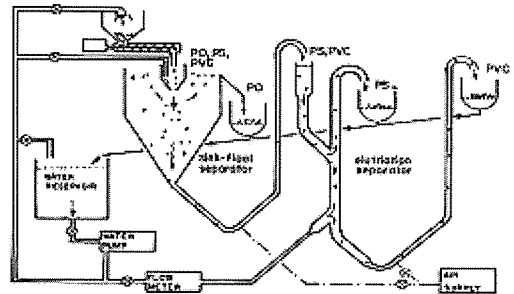 PO, PS,
PVC
PO
PS, PVC
PS
PVC
sink-float
separator
elutriation
separator
WATER
RESERVOIR
WATER
PUMP
FLOW
METER
AIR
SUPPLY